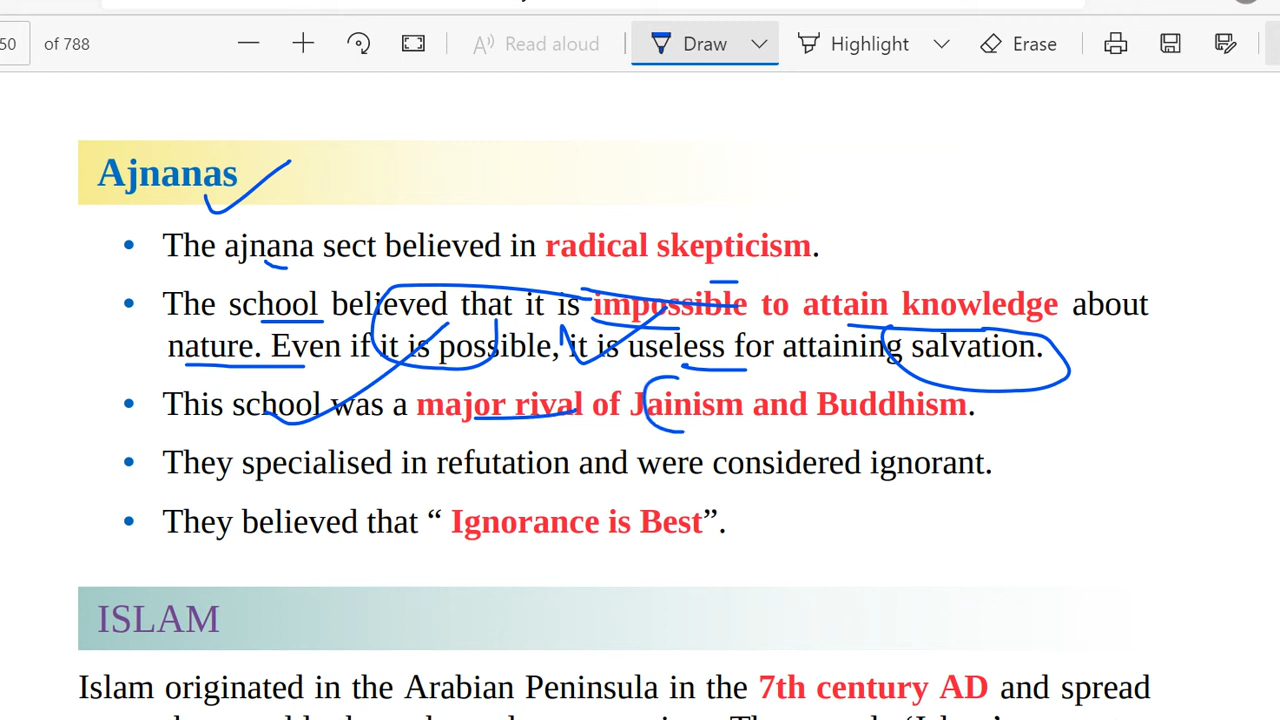 50 of 788 Read aloud Draw Highlight Erase
Ajnanas
• The ajnana sect believed in radical skepticism.
• The school believed that it is impossible to attain knowledge about
nature. Even if it is possible, it is useless for attaining salvation.
• This school was a major rival of Jainism and Buddhism.
• They specialised in refutation and were considered ignorant.
• They believed that “ Ignorance is Best”.
ISLAM
Islam originated in the Arabian Peninsula in the 7th century AD and spread